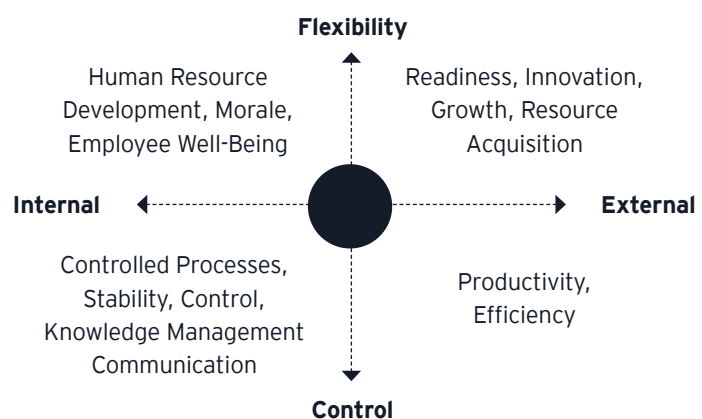 Flexibility
Human Resource
Development, Morale,
Employee Well-Being
Readiness, Innovation,
Growth, Resource
Acquisition
Internal
External
Controlled Processes,
Stability, Control,
Knowledge Management
Communication
Productivity,
Efficiency
Control